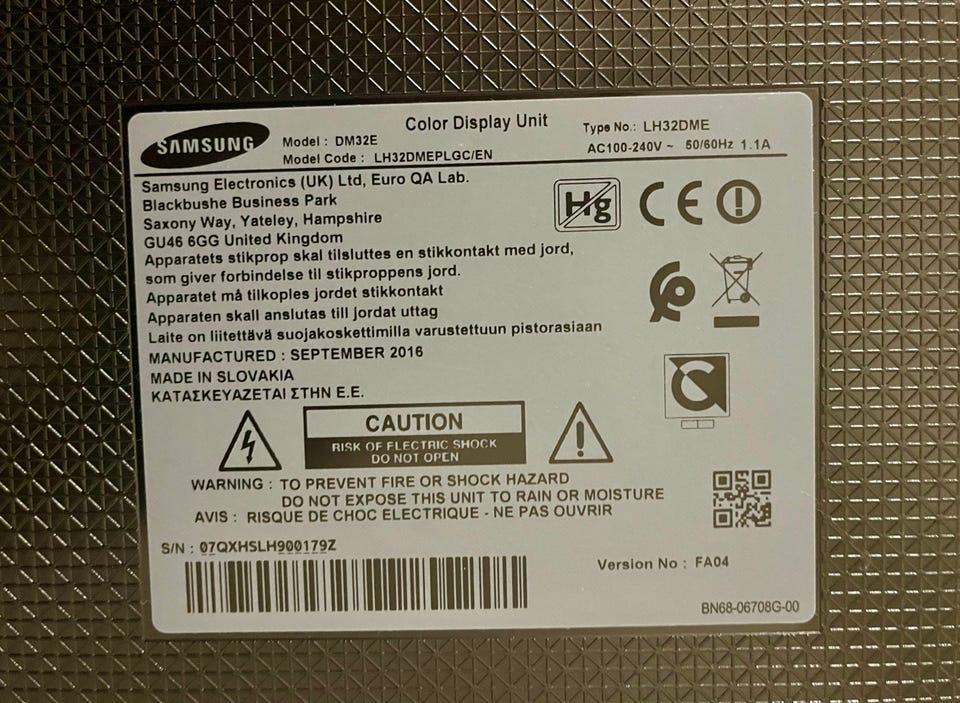 SAMSUNG
Color Display Unit
Model : DM32E
Type No.: LH32DME
Model Code : LH32DMEPLGC/EN
AC100-240V ~ 50/60Hz 1.1A
Samsung Electronics (UK) Ltd, Euro QA Lab.
Blackbushe Business Park
Saxony Way, Yateley, Hampshire
GU46 6GG United Kingdom
Apparatets stikprop skal tilsluttes en stikkontakt med jord,
som giver forbindelse til stikproppens jord.
Apparatet må tilkoples jordet stikkontakt
Apparaten skall anslutas till jordat uttag
Laite on liitettävä suojakoskettimilla varustettuun pistorasiaan
MANUFACTURED : SEPTEMBER 2016
MADE IN SLOVAKIA
ΚΑΤΑΣΚΕΥΑΖΕΤΑΙ ΣΤΗΝ Ε.Ε.
Hg
CE
CAUTION
RISK OF ELECTRIC SHOCK
DO NOT OPEN
WARNING : TO PREVENT FIRE OR SHOCK HAZARD
DO NOT EXPOSE THIS UNIT TO RAIN OR MOISTURE
AVIS : RISQUE DE CHOC ELECTRIQUE - NE PAS OUVRIR
S/N : 07QXHSLH900179Z
Version No : FA04
BN68-06708G-00